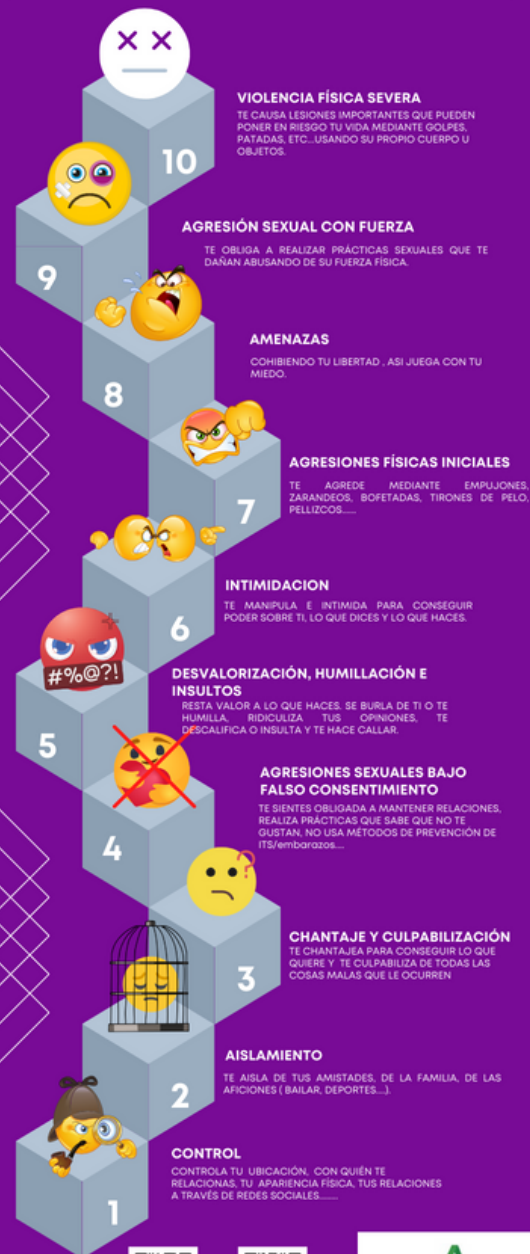 VIOLENCIA FÍSICA SEVERA
TE CAUSA LESIONES IMPORTANTES QUE PUEDEN
PONER EN RIESGO TU VIDA MEDIANTE GOLPES,
PATADAS, ETC...USANDO SU PROPIO CUERPO U
OBJETOS.
10
AGRESIÓN SEXUAL CON FUERZA
TE OBLIGA A REALIZAR PRÁCTICAS SEXUALES QUE TE
DAÑAN ABUSANDO DE SU FUERZA FÍSICA.
9
AMENAZAS
COHIBIENDO TU LIBERTAD , ASI JUEGA CON TU
MIEDO.
8
AGRESIONES FÍSICAS INICIALES
TE AGREDE MEDIANTE EMPUJONES,
ZARANDEOS, BOFETADAS, TIRONES DE PELO,
PELLIZCOS......
7
INTIMIDACION
TE MANIPULA E INTIMIDA PARA CONSEGUIR
PODER SOBRE TI, LO QUE DICES Y LO QUE HACES.
6
#%@?!
DESVALORIZACIÓN, HUMILLACIÓN E
INSULTOS
RESTA VALOR A LO QUE HACES. SE BURLA DE TI O TE
HUMILLA, RIDICULIZA TUS OPINIONES, TE
DESCALIFICA O INSULTA Y TE HACE CALLAR.
5
AGRESIONES SEXUALES BAJO
FALSO CONSENTIMIENTO
TE SIENTES OBLIGADA A MANTENER RELACIONES,
REALIZA PRÁCTICAS QUE SABE QUE NO TE
GUSTAN, NO USA MÉTODOS DE PREVENCIÓN DE
ITS/embarazos....
4
?
CHANTAJE Y CULPABILIZACIÓN
TE CHANTAJEA PARA CONSEGUIR LO QUE
QUIERE Y TE CULPABILIZA DE TODAS LAS
COSAS MALAS QUE LE OCURREN
3
AISLAMIENTO
TE AISLA DE TUS AMISTADES, DE LA FAMILIA, DE LAS
AFICIONES ( BAILAR, DEPORTES....).
2
CONTROL
CONTROLA TU UBICACIÓN, CON QUIÉN TE
RELACIONAS, TU APARIENCIA FÍSICA, TUS RELACIONES
A TRAVÉS DE REDES SOCIALES........
1